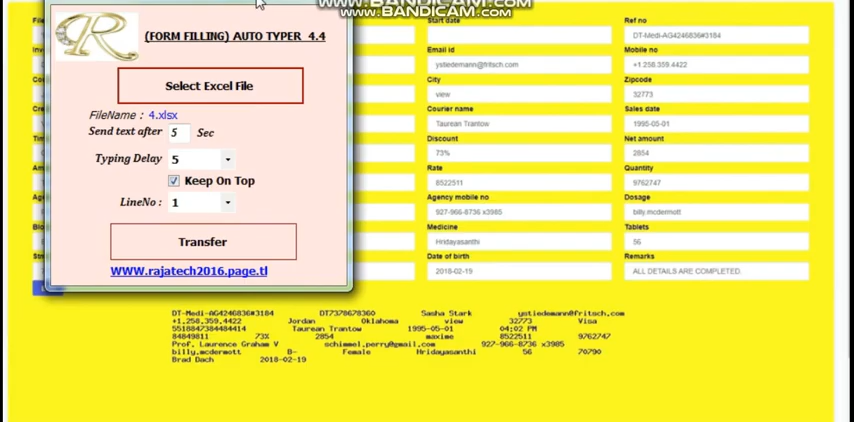 WWW.BANDICAM.COM
WWW.BANDICAM.COM
R
(FORM FILLING) AUTO TYPER 4.4
Select Excel File
FileName : 4.xlsx
Send text after 5 Sec
Typing Delay 5
Keep On Top
LineNo : 1
Transfer
WWW.rajatech2016.page.tl
Start date
Ref no
DT-Medi-AG4246836#3184
Email id
Mobile no
ystiedemann@fritsch.com
+1.258.359.4422
City
Zipcode
view
32773
Courier name
Sales date
Taurean Trantow
1995-05-01
Discount
Net amount
73%
2854
Rate
Quantity
8522511
9762747
Agency mobile no
Dosage
927-966-8736 x3985
billy.mcdermott
Medicine
Tablets
Hridayasanthi
56
Date of birth
Remarks
2018-02-19
ALL DETAILS ARE COMPLETED.
DT-Medi-AG4246836#3184 DT7378678360 Sasha Stark ystiedemann@fritsch.com
+1.258.359.4422 Jordan Oklahoma view 32773 Visa
5518847384484414 Taurean Trantow 1995-05-01 04:02 PM
84849811 73% 2854 maxime 8522511 9762747
Prof. Laurence Graham V schimmel.perry@gmail.com 927-966-8736 x3985
billy.mcdermott B- Female Hridayasanthi 56 70790
Brad Dach 2018-02-19